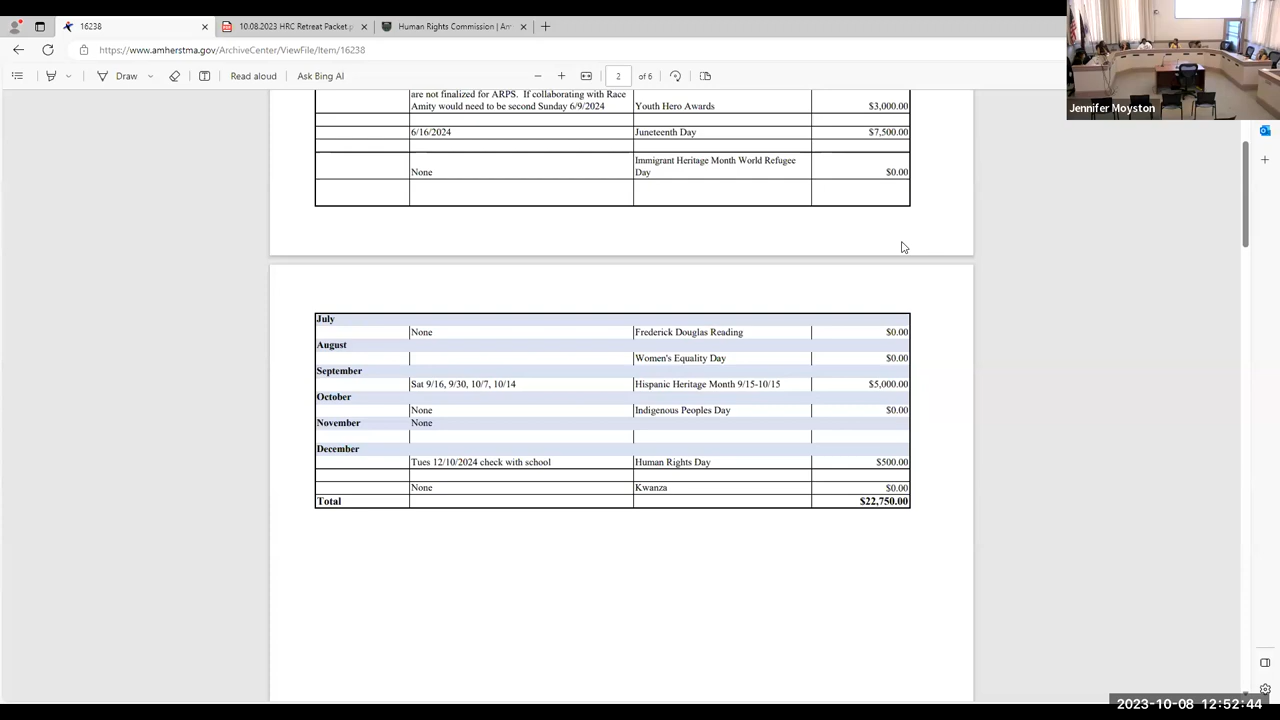 16238
10.08.2023 HRC Retreat Packet.p
Human Rights Commission | Am
https://www.amherstma.gov/ArchiveCenter/ViewFile/Item/16238
Draw
Read aloud
Ask Bing AI
2 of 6
Jennifer Moyston
are not finalized for ARPS. If collaborating with Race
Amity would need to be second Sunday 6/9/2024 Youth Hero Awards $3,000.00
6/16/2024 Juneteenth Day $7,500.00
Immigrant Heritage Month World Refugee
None Day $0.00
July
None Frederick Douglas Reading $0.00
August
Women's Equality Day $0.00
September
Sat 9/16, 9/30, 10/7, 10/14 Hispanic Heritage Month 9/15-10/15 $5,000.00
October
None Indigenous Peoples Day $0.00
November None
December
Tues 12/10/2024 check with school Human Rights Day $500.00
None Kwanza $0.00
Total $22,750.00
2023-10-08 12:52:44